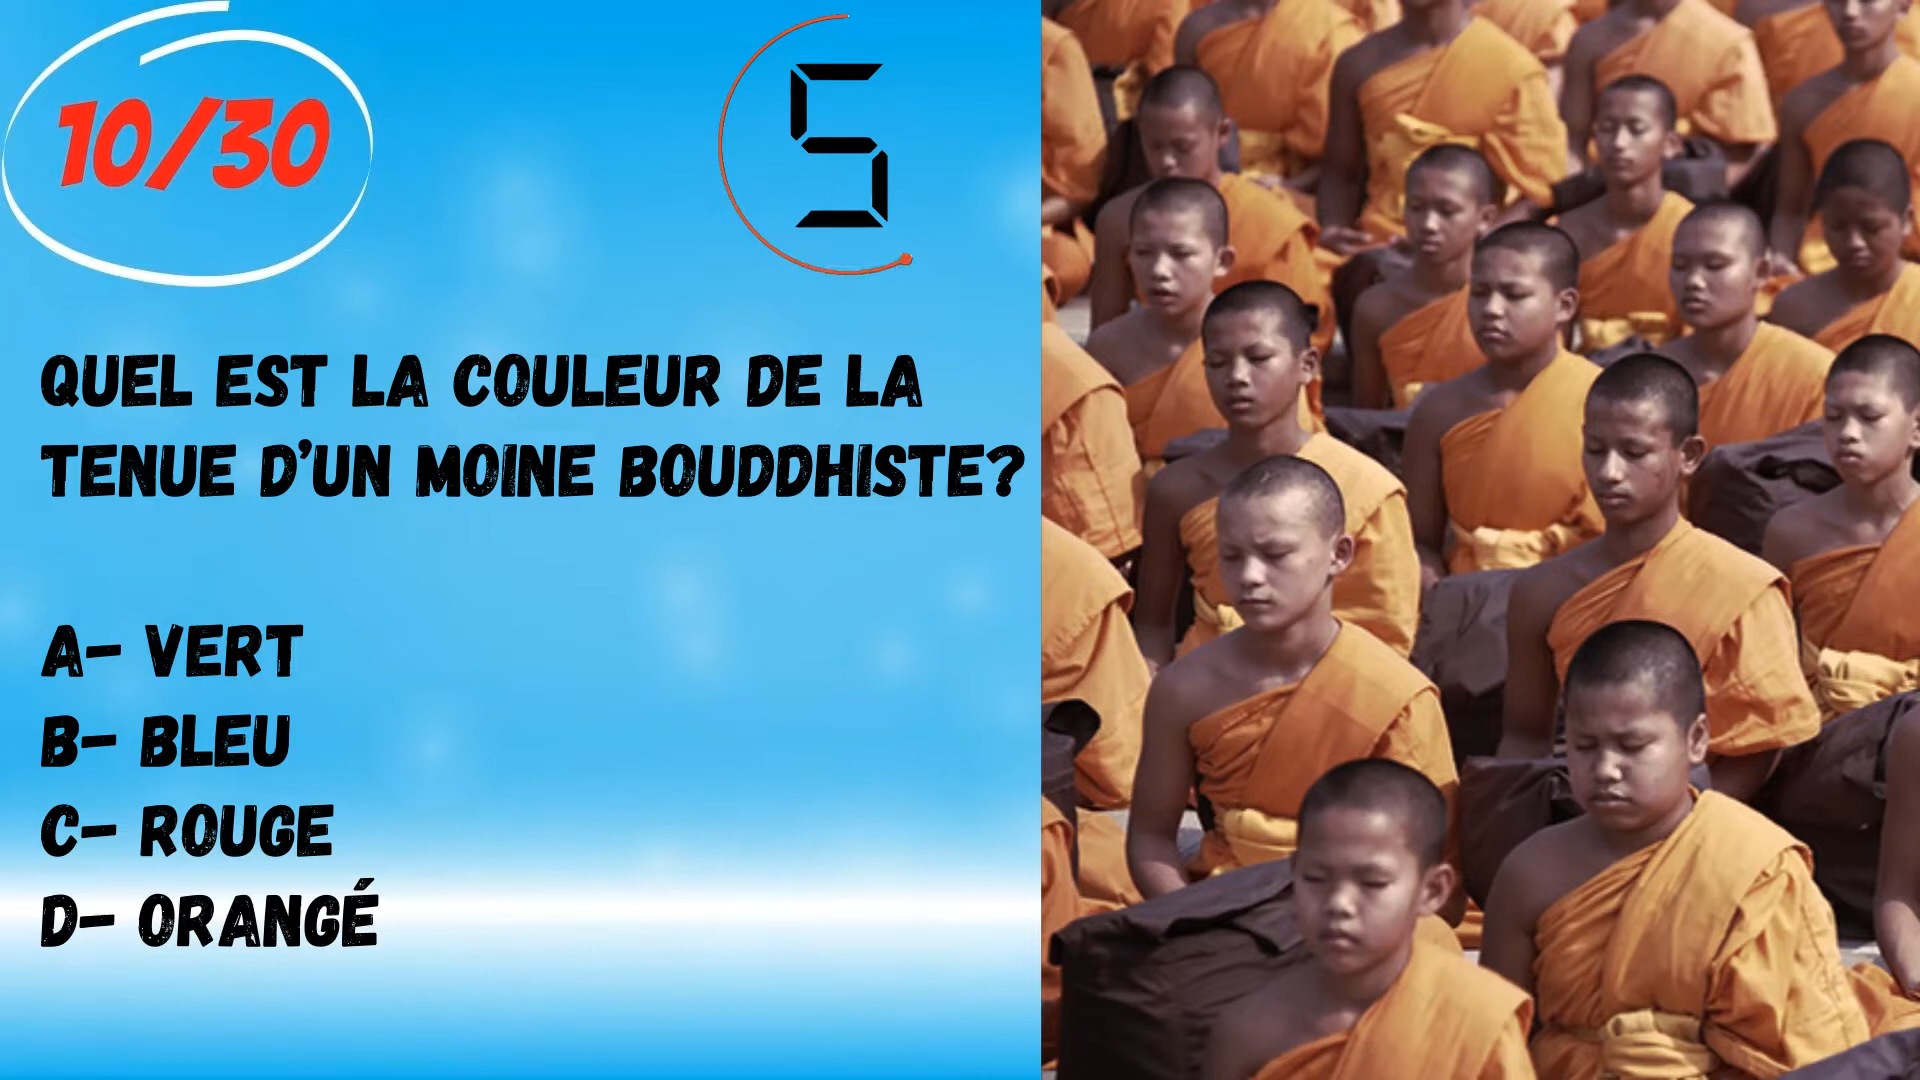 10/30
5
QUEL EST LA COULEUR DE LA
TENUE D'UN MOINE BOUDDHISTE?
A- VERT
B- BLEU
C- ROUGE
D- ORANGÉ